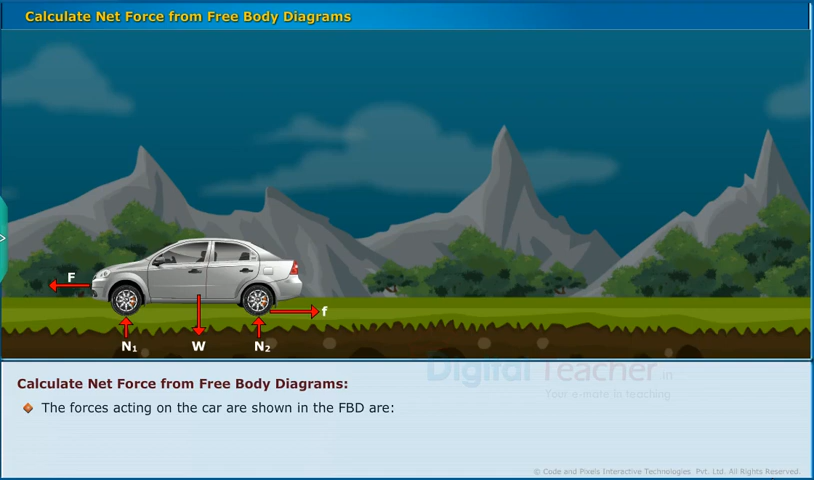 Calculate Net Force from Free Body Diagrams
F
f
N₁ W N₂
Digital Teacher.in
Your e-mate in teaching
Calculate Net Force from Free Body Diagrams:
The forces acting on the car are shown in the FBD are:
© Code and Pixels Interactive Technologies Pvt. Ltd. All Rights Reserved.